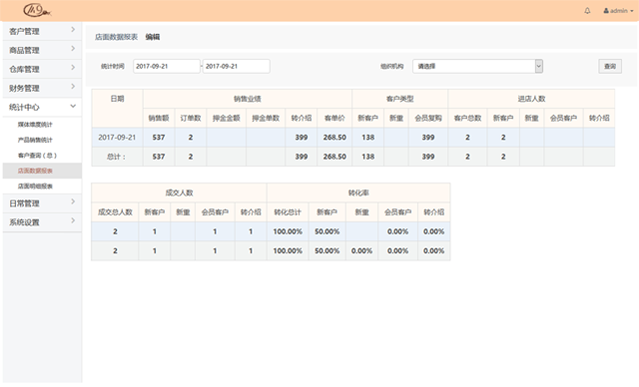 admin
客户管理
商品管理
仓库管理
财务管理
统计中心
媒体维度统计
产品销售统计
客户查询（总）
店面数据报表
店面明细报表
日常管理
系统设置
店面数据报表 编辑
统计时间 2017-09-21 - 2017-09-21 组织机构 请选择 查询
日期 销售业绩 客户类型 进店人数
销售额 订单数 押金金额 押金单数 转介绍 客单价 新客户 新量 会员复购 客户总数 新客户 新量 会员客户 转介绍
2017-09-21 537 2 399 268.50 138 399 2 2
总计： 537 2 399 268.50 138 399 2 2
成交人数 转化率
成交总人数 新客户 新量 会员客户 转介绍 转化总计 新客户 新量 会员客户 转介绍
2 1 1 1 100.00% 50.00% 0.00% 0.00%
2 1 1 1 100.00% 50.00% 0.00% 0.00% 0.00%